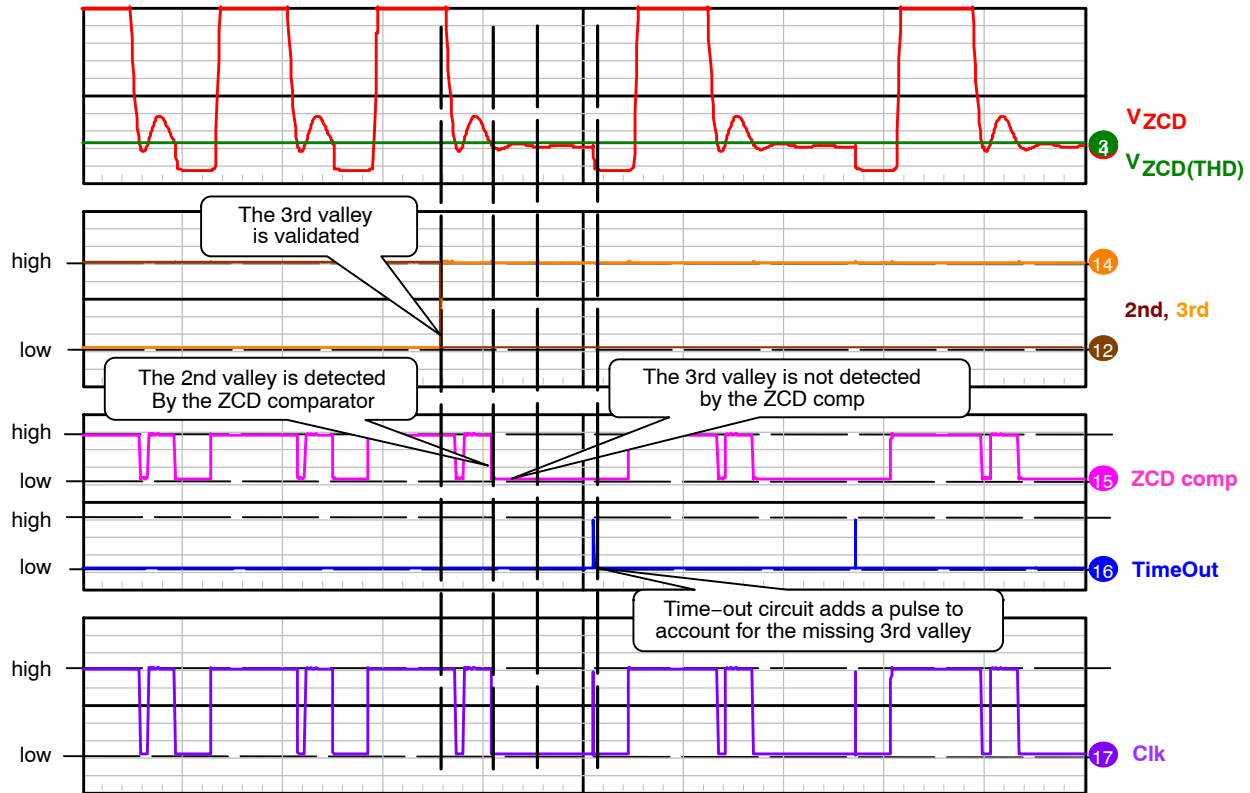 VZCD
3
4
VZCD(THD)
The 3rd valley
is validated
high
14
2nd, 3rd
low
12
The 2nd valley is detected
By the ZCD comparator
The 3rd valley is not detected
by the ZCD comp
high
low
15
ZCD comp
high
low
16
TimeOut
Time−out circuit adds a pulse to
account for the missing 3rd valley
high
low
17
Clk